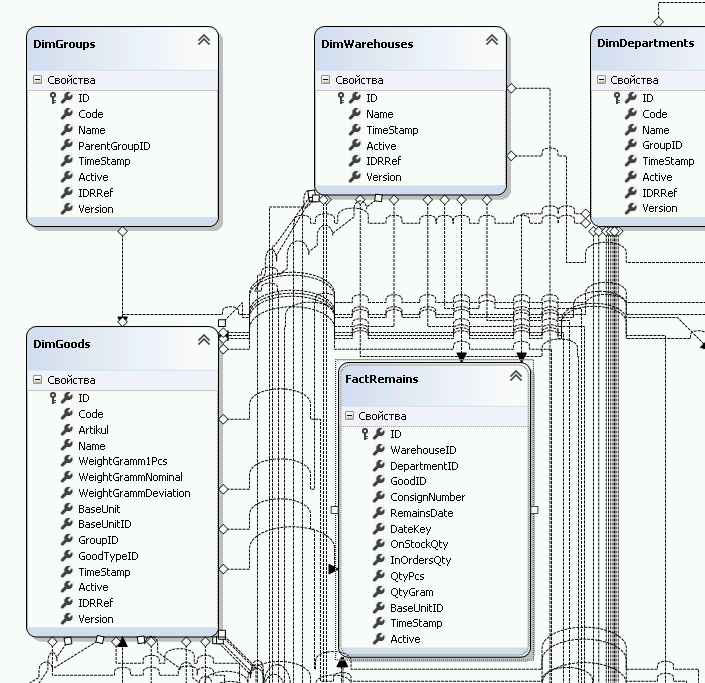 DimGroups
Свойства
ID
Code
Name
ParentGroupID
TimeStamp
Active
IDRRef
Version
DimWarehouses
Свойства
ID
Name
TimeStamp
Active
IDRRef
Version
DimDepartments
Свойства
ID
Code
Name
GroupID
TimeStamp
Active
IDRRef
Version
DimGoods
Свойства
ID
Code
Artikul
Name
WeightGramm1Pcs
WeightGrammNominal
WeightGrammDeviation
BaseUnit
BaseUnitID
GroupID
GoodTypeID
TimeStamp
Active
IDRRef
Version
FactRemains
Свойства
ID
WarehouseID
DepartmentID
GoodID
ConsignNumber
RemainsDate
DateKey
OnStockQty
InOrdersQty
QtyPcs
QtyGram
BaseUnitID
TimeStamp
Active